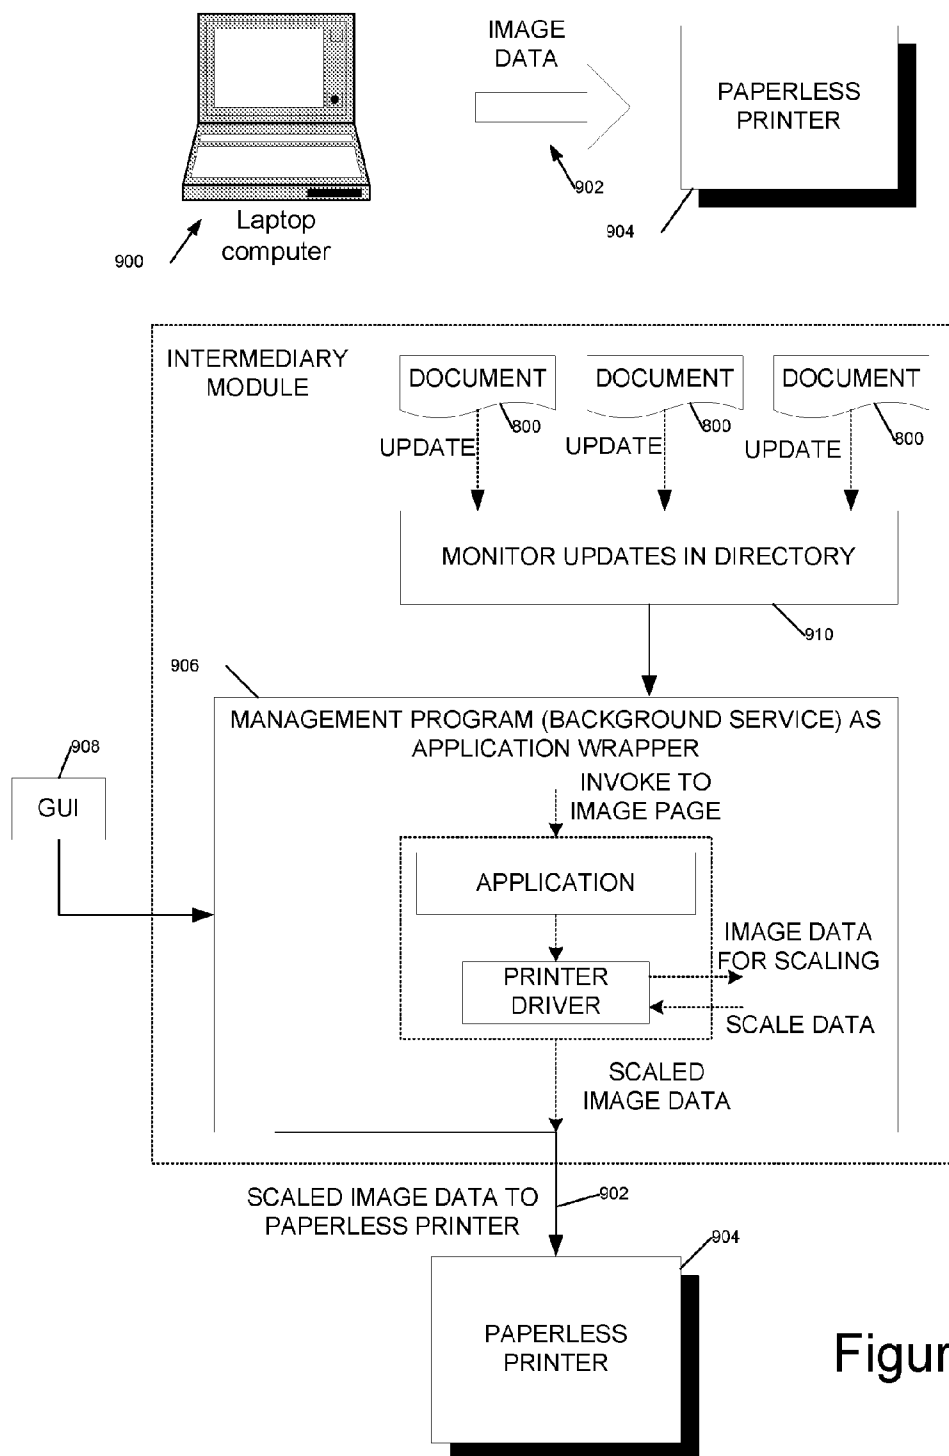 IMAGE
DATA
PAPERLESS
PRINTER
902
904
Laptop
computer
900
INTERMEDIARY
MODULE
DOCUMENT
DOCUMENT
DOCUMENT
800
800
800
UPDATE
UPDATE
UPDATE
MONITOR UPDATES IN DIRECTORY
910
906
MANAGEMENT PROGRAM (BACKGROUND SERVICE) AS
APPLICATION WRAPPER
908
GUI
INVOKE TO
IMAGE PAGE
APPLICATION
IMAGE DATA
FOR SCALING
PRINTER
DRIVER
SCALE DATA
SCALED
IMAGE DATA
SCALED IMAGE DATA TO
PAPERLESS PRINTER
902
904
PAPERLESS
PRINTER
Figur